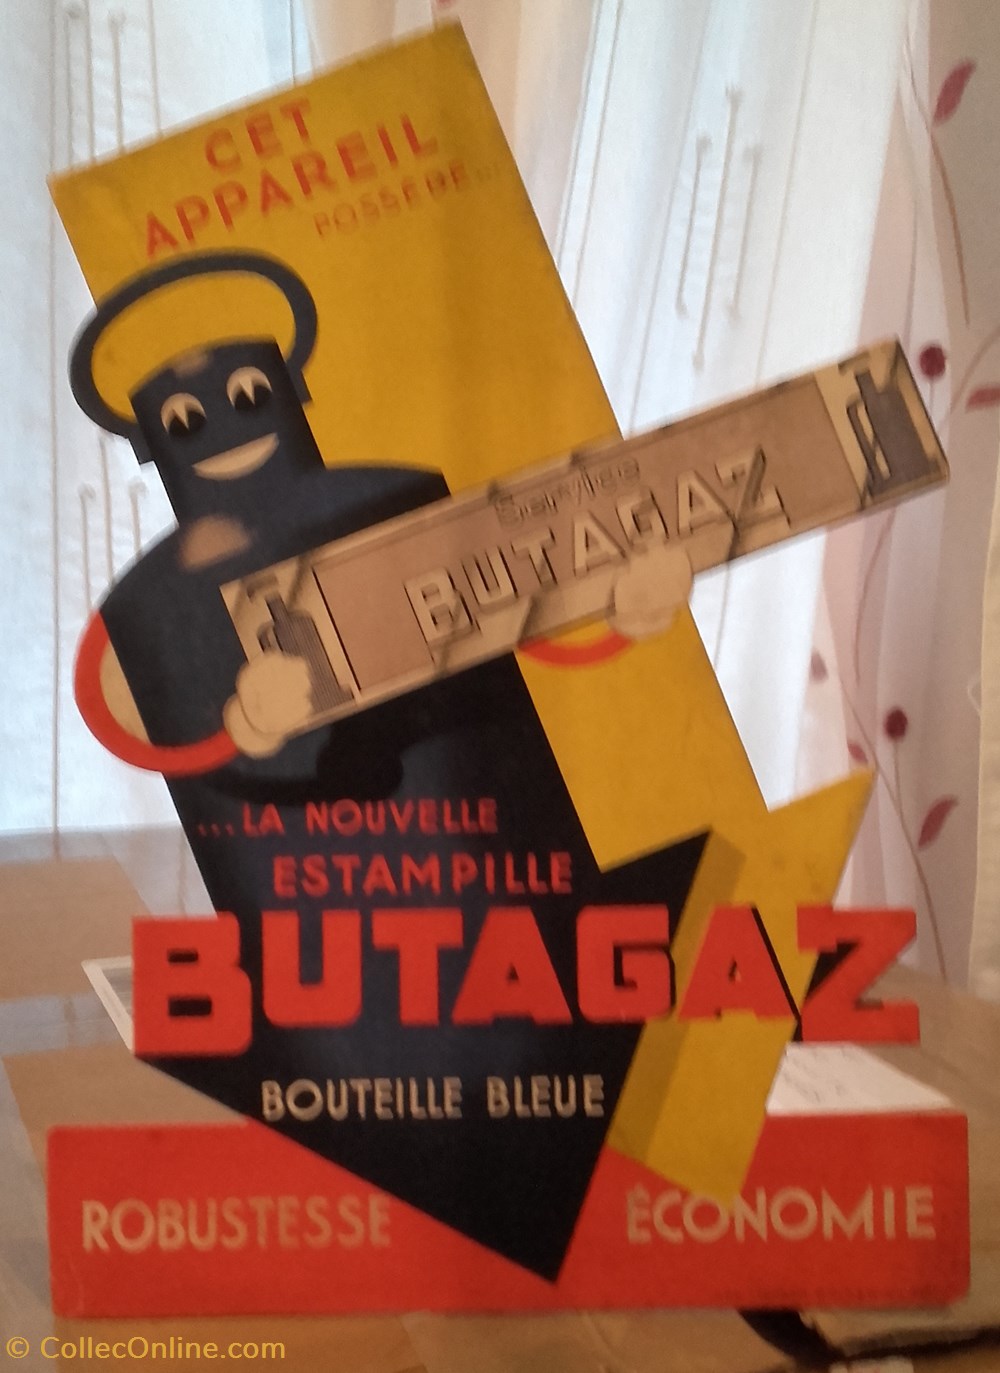 CET
APPAREIL
POSSEDE...
Service
BUTAGAZ
...LA NOUVELLE
ESTAMPILLE
BUTAGAZ
BOUTEILLE BLEUE
ROBUSTESSE
ÉCONOMIE
© CollecOnline.com